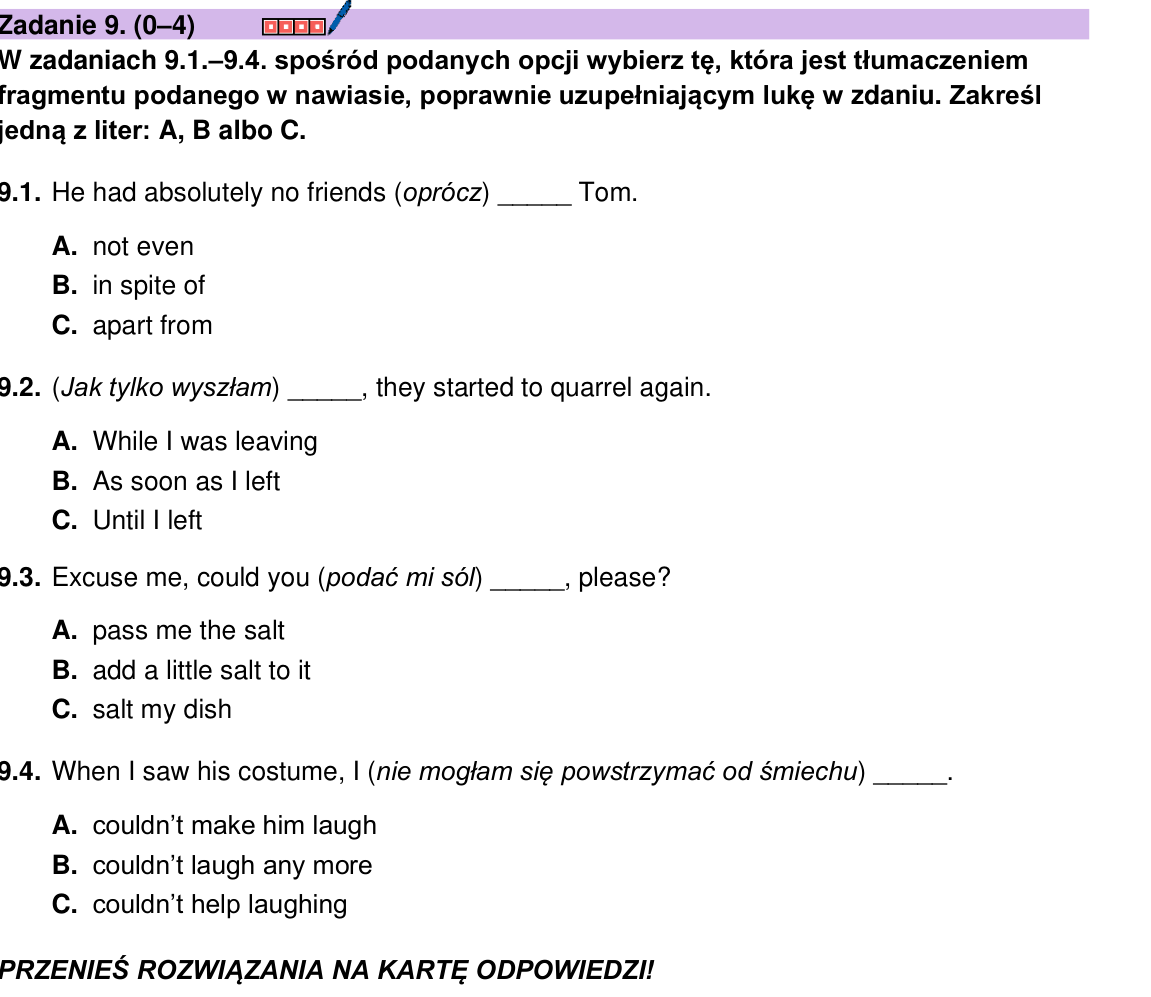 Zadanie 9. (0–4)
W zadaniach 9.1.–9.4. spośród podanych opcji wybierz tę, która jest tłumaczeniem
fragmentu podanego w nawiasie, poprawnie uzupełniającym lukę w zdaniu. Zakreśl
jedną z liter: A, B albo C.
9.1. He had absolutely no friends (oprócz) _____ Tom.
A. not even
B. in spite of
C. apart from
9.2. (Jak tylko wyszłam) _____, they started to quarrel again.
A. While I was leaving
B. As soon as I left
C. Until I left
9.3. Excuse me, could you (podać mi sól) _____, please?
A. pass me the salt
B. add a little salt to it
C. salt my dish
9.4. When I saw his costume, I (nie mogłam się powstrzymać od śmiechu) _____.
A. couldn’t make him laugh
B. couldn’t laugh any more
C. couldn’t help laughing
PRZENIEŚ ROZWIĄZANIA NA KARTĘ ODPOWIEDZI!